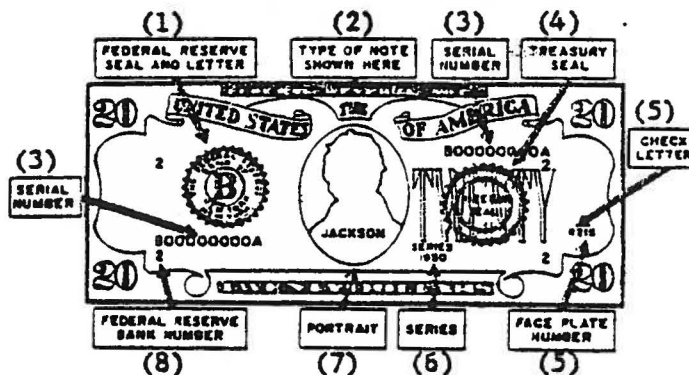 (1) (2) (3) (4)
FEDERAL RESERVE
SEAL AND LETTER
TYPE OF NOTE
SHOWN HERE
SERIAL
NUMBER
TREASURY
SEAL
20
UNITED STATES
THE
OF AMERICA
20
(5)
CHECK
LETTER
(3)
SERIAL
NUMBER
2
B
B00000000A
2
B00000000A
2
JACKSON
SERIES
1950
2
20
20
FEDERAL RESERVE
BANK NUMBER
PORTRAIT
SERIES
FACE PLATE
NUMBER
(8) (7) (6) (5)